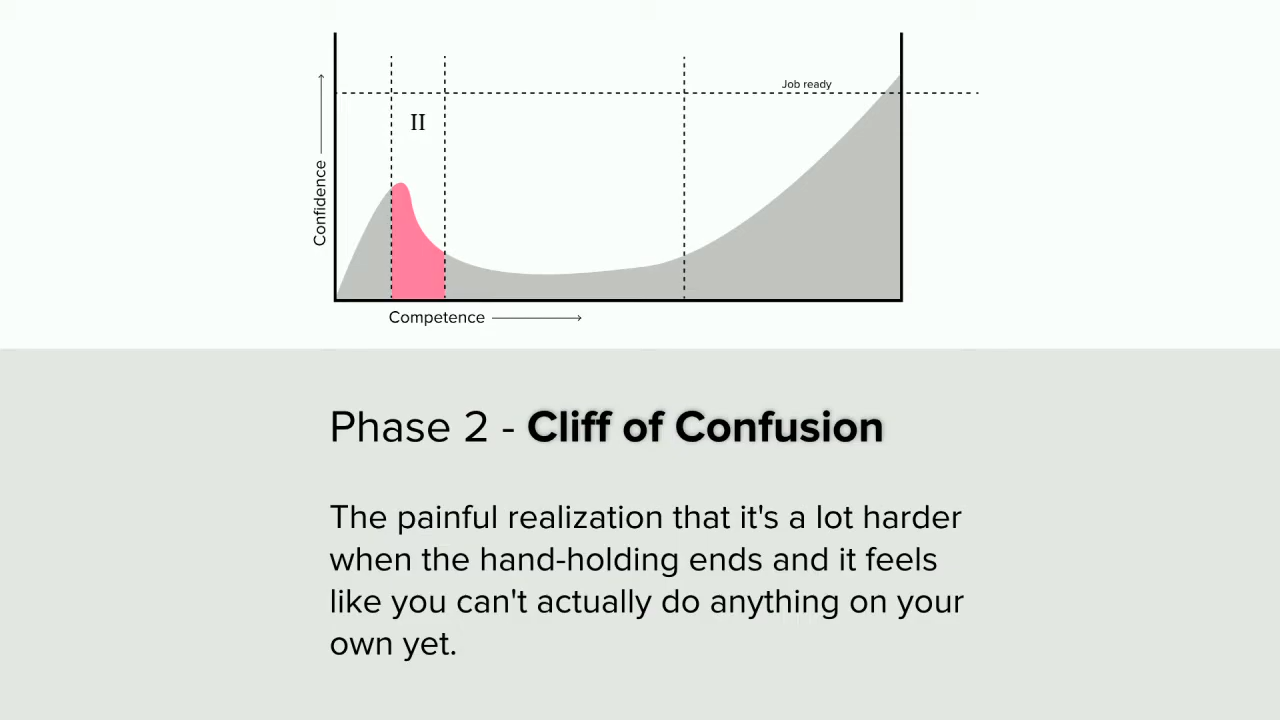 Job ready
II
Confidence
Competence
Phase 2 - Cliff of Confusion
The painful realization that it's a lot harder
when the hand-holding ends and it feels
like you can't actually do anything on your
own yet.